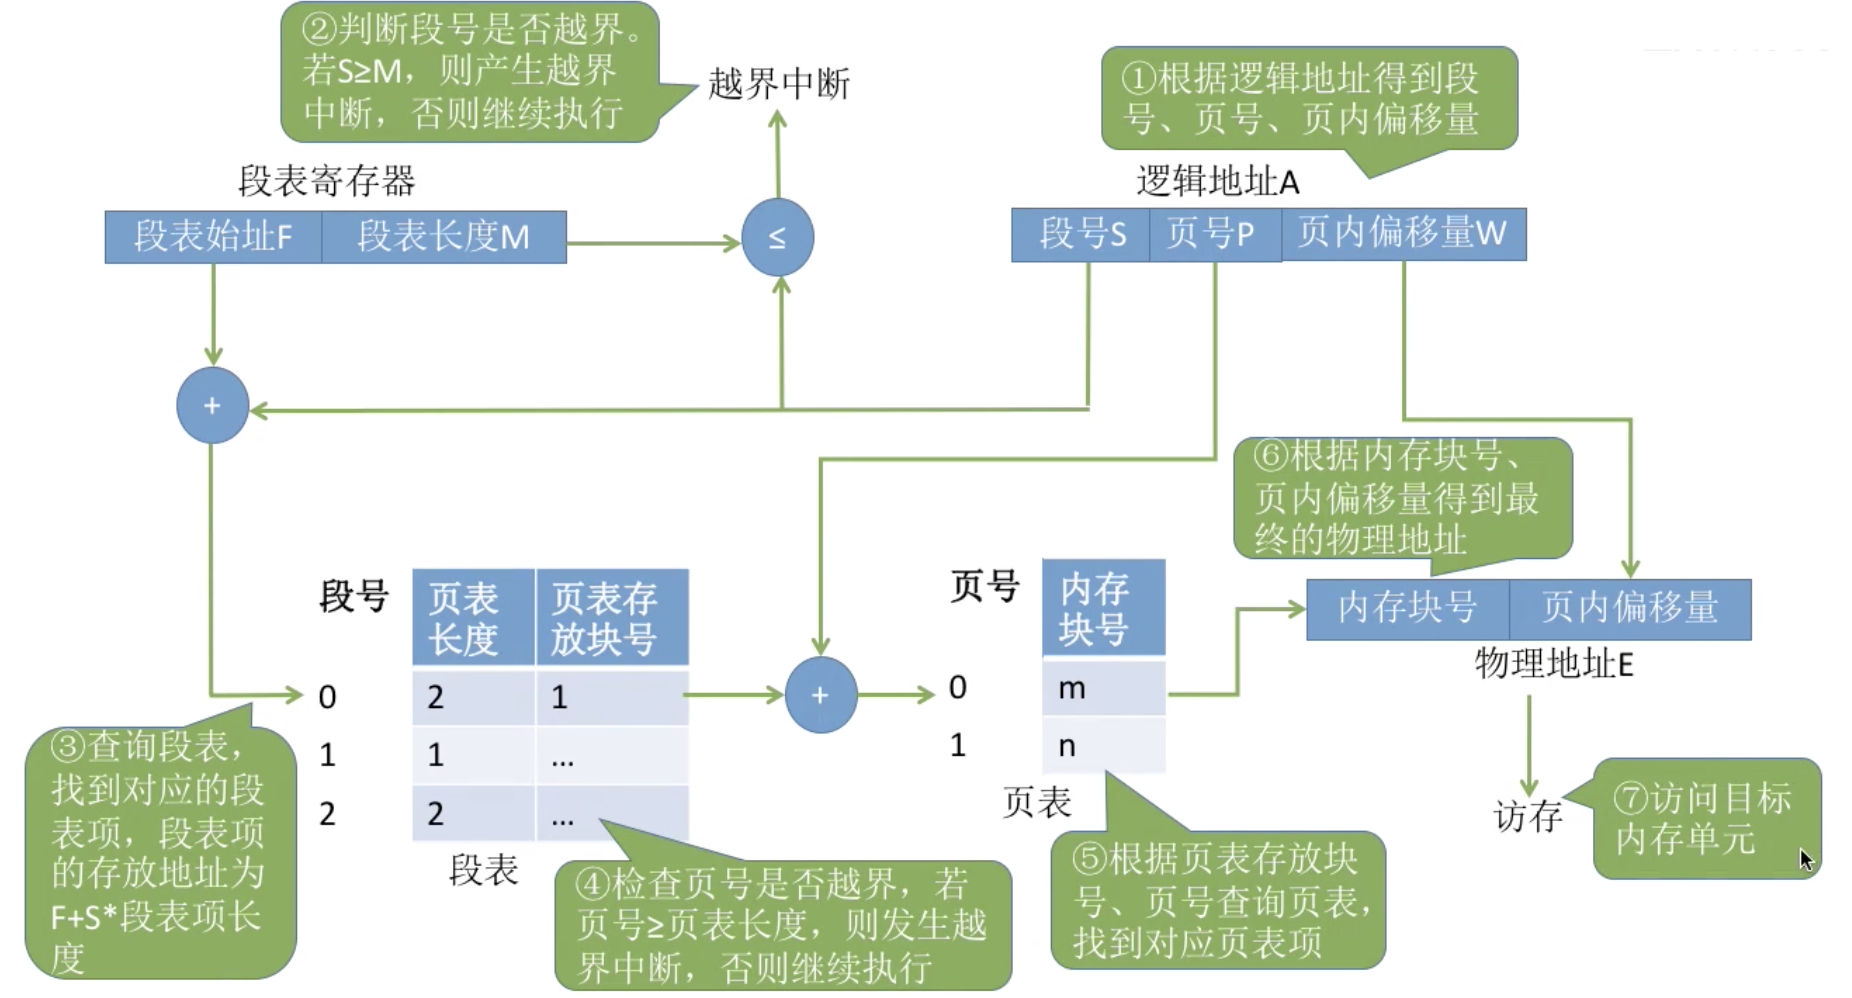 ②判断段号是否越界。
若S≥M，则产生越界
中断，否则继续执行
越界中断
①根据逻辑地址得到段
号、页号、页内偏移量
段表寄存器
逻辑地址A
段表始址F 段表长度M
≤
段号S 页号P 页内偏移量W
+
⑥根据内存块号、
页内偏移量得到最
终的物理地址
段号
页表
长度
页表存
放块号
0 2 1
1 1 ...
2 2 ...
段表
+
页号
内存
块号
0 m
1 n
页表
内存块号 页内偏移量
物理地址E
访存
③查询段表，
找到对应的段
表项，段表项
的存放地址为
F+S*段表项长
度
④检查页号是否越界，若
页号≥页表长度，则发生越
界中断，否则继续执行
⑤根据页表存放块
号、页号查询页表，
找到对应页表项
⑦访问目标
内存单元